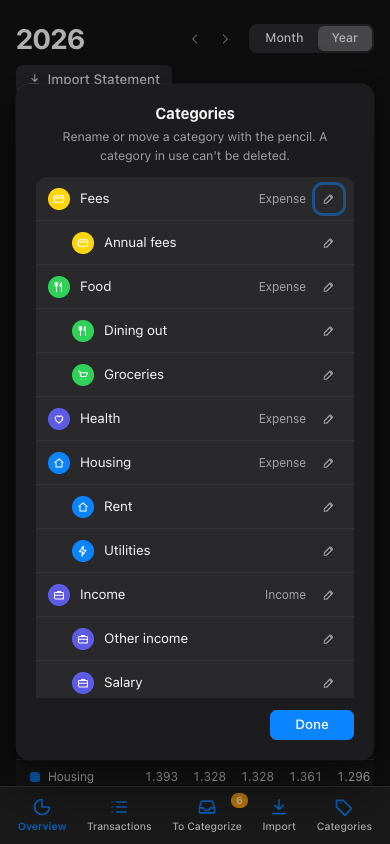 2026
Month
Year
Import Statement
Categories
Rename or move a category with the pencil. A
category in use can't be deleted.
Fees Expense
Annual fees
Food Expense
Dining out
Groceries
Health Expense
Housing Expense
Rent
Utilities
Income Income
Other income
Salary
Done
Housing 1.393 1.328 1.328 1.361 1.296
6
Overview Transactions To Categorize Import Categories